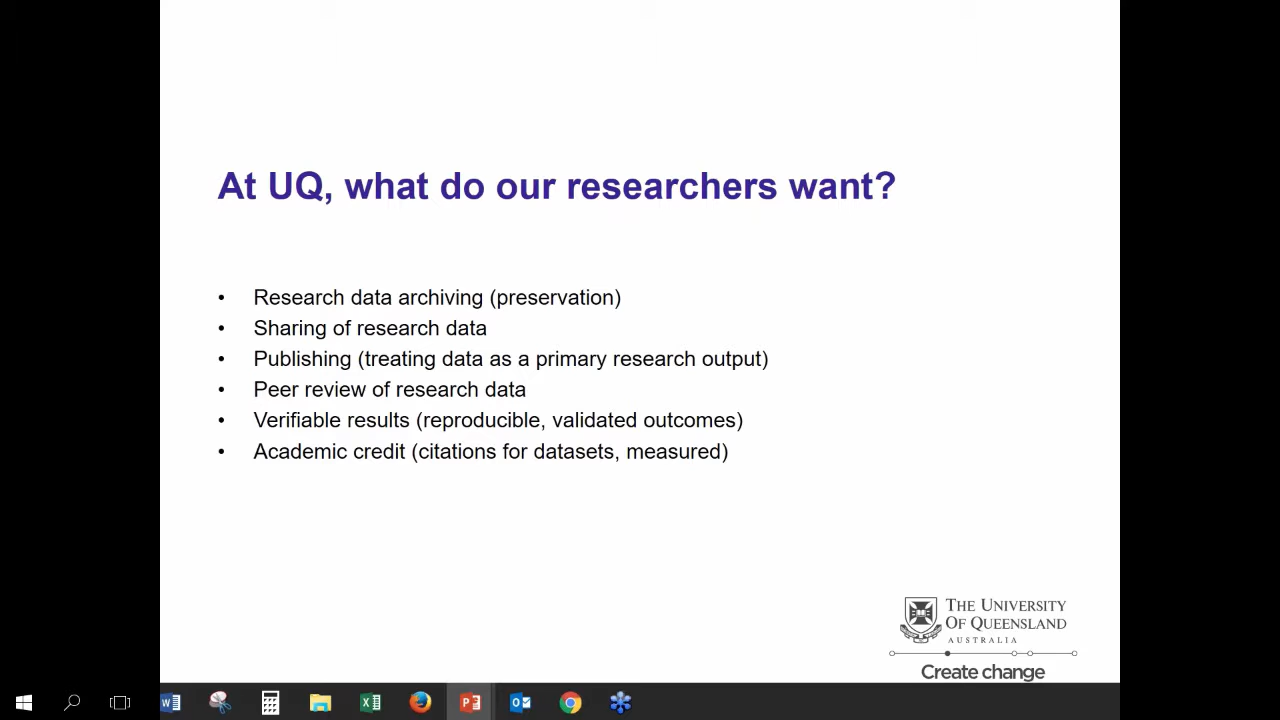 At UQ, what do our researchers want?
• Research data archiving (preservation)
• Sharing of research data
• Publishing (treating data as a primary research output)
• Peer review of research data
• Verifiable results (reproducible, validated outcomes)
• Academic credit (citations for datasets, measured)
THE UNIVERSITY
OF QUEENSLAND
AUSTRALIA
Create change